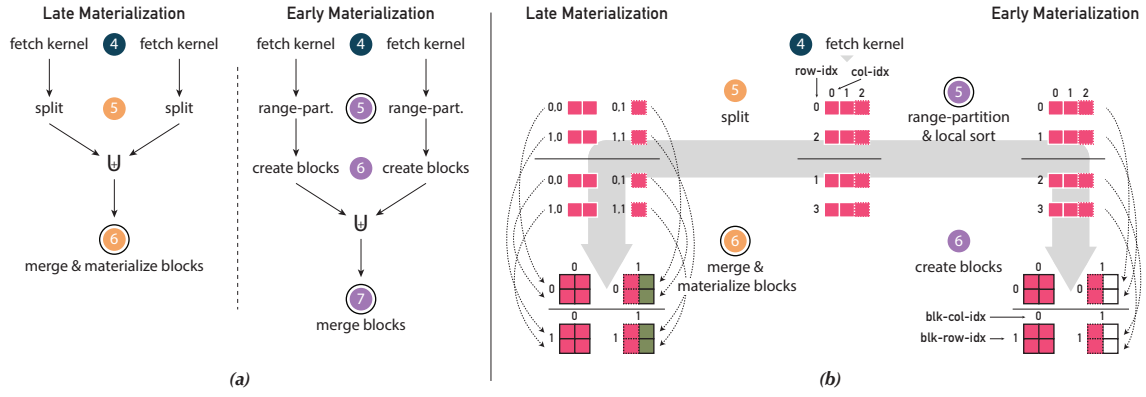 Late Materialization
fetch kernel 4 fetch kernel
split 5 split
⊎
6
merge & materialize blocks
Early Materialization
fetch kernel 4 fetch kernel
range-part. 5 range-part.
create blocks 6 create blocks
⊎
7
merge blocks
(a)
Late Materialization
0,0 0,1
1,0 1,1
0,0 0,1
1,0 1,1
0 1
0 0
0 1
1 1
5
split
6
merge &
materialize blocks
4 fetch kernel
row-idx col-idx
0 1 2
0
2
1
3
5
range-partition
& local sort
6
create blocks
Early Materialization
0 1 2
0
1
2
3
0 1
0 0
blk-col-idx 0 1
blk-row-idx 1 1
(b)